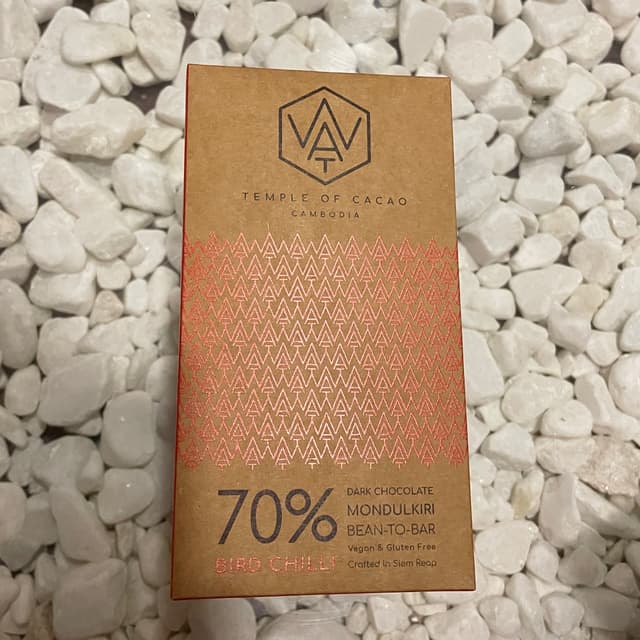 WAT
TEMPLE OF CACAO
CAMBODIA
70%
BIRD CHILLI
DARK CHOCOLATE
MONDULKIRI
BEAN-TO-BAR
Vegan & Gluten Free
Crafted In Siem Reap